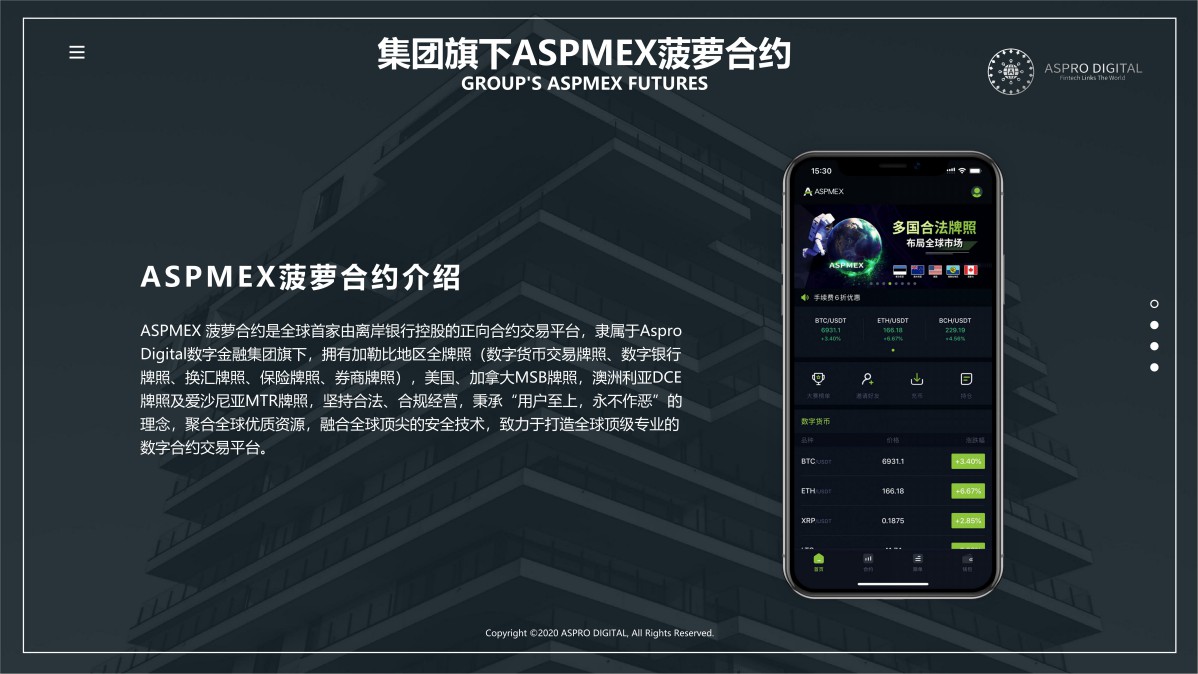 集团旗下ASPMEX菠萝合约
GROUP'S ASPMEX FUTURES
ASPRO DIGITAL
Fintech Links The World
ASPMEX菠萝合约介绍
ASPMEX 菠萝合约是全球首家由离岸银行控股的正向合约交易平台，隶属于Aspro
Digital数字金融集团旗下，拥有加勒比地区全牌照（数字货币交易牌照、数字银行
牌照、换汇牌照、保险牌照、券商牌照），美国、加拿大MSB牌照，澳洲利亚DCE
牌照及爱沙尼亚MTR牌照，坚持合法、合规经营，秉承“用户至上，永不作恶”的
理念，聚合全球优质资源，融合全球顶尖的安全技术，致力于打造全球顶级专业的
数字合约交易平台。
15:30
ASPMEX
多国合法牌照
布局全球市场
ASPMEX
手续费6折优惠
BTC/USDT ETH/USDT BCH/USDT
6931.1 166.18 229.19
+3.40% +6.67% +4.56%
邀请好友
数字货币
品种 价格 涨跌幅
BTC/USDT 6931.1 +3.40%
ETH/USDT 166.18 +6.67%
XRP/USDT 0.1875 +2.85%
首页 合约
Copyright ©2020 ASPRO DIGITAL, All Rights Reserved.